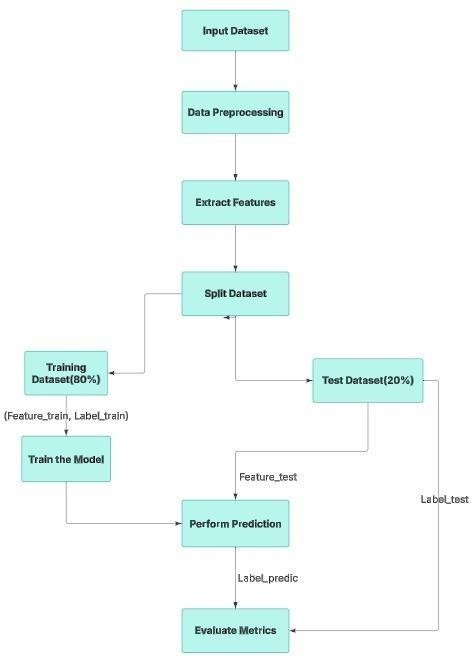 Input Dataset
Data Preprocessing
Extract Features
Split Dataset
Training
Dataset(80%)
Test Dataset(20%)
(Feature_train, Label_train)
Train the Model
Feature_test
Label_test
Perform Prediction
Label_predic
Evaluate Metrics